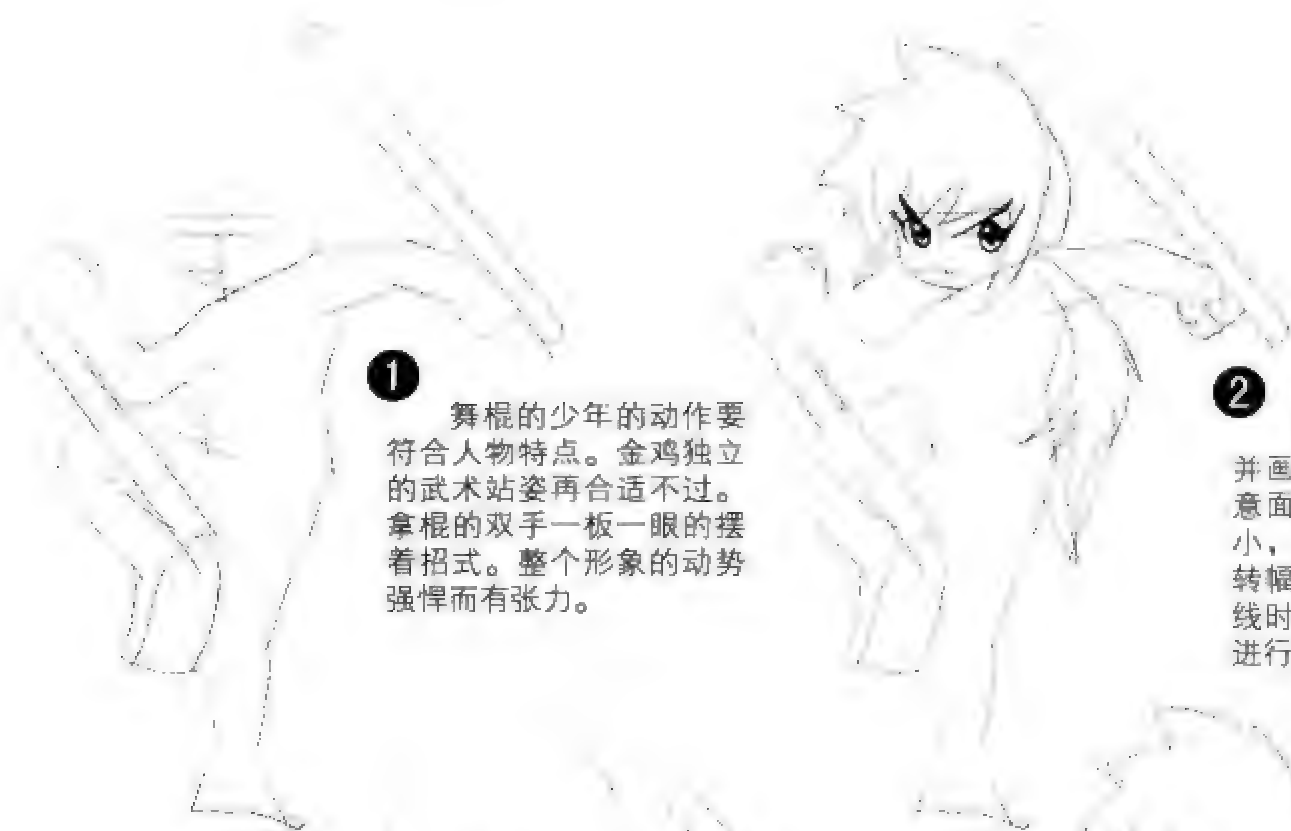 1
舞棍的少年的动作要
符合人物特点。金鸡独立
的武术站姿再合适不过。
拿棍的双手一板一眼的摆
着招式。整个形象的动势
强悍而有张力。
2
并画
意面
小，
转幅
线时
进行